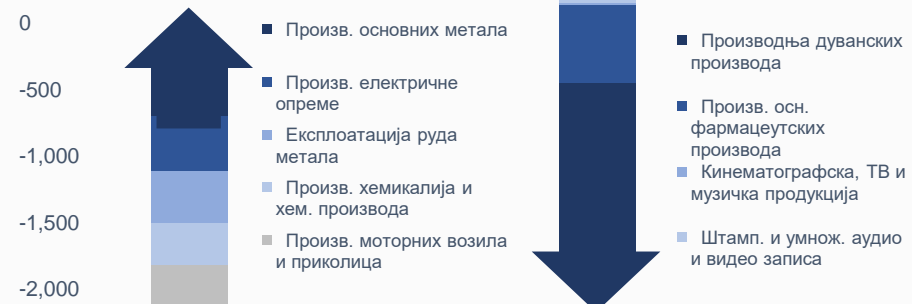 0
-500
-1,000
-1,500
-2,000
Произв. основних метала
Произв. електричне
опреме
Експлоатација руда
метала
Произв. хемикалија и
хем. производа
Произв. моторних возила
и приколица
Производња дуванских
производа
Произв. осн.
фармацеутских
производа
Кинематографска, ТВ и
музичка продукција
Штамп. и умнож. аудио
и видео записа